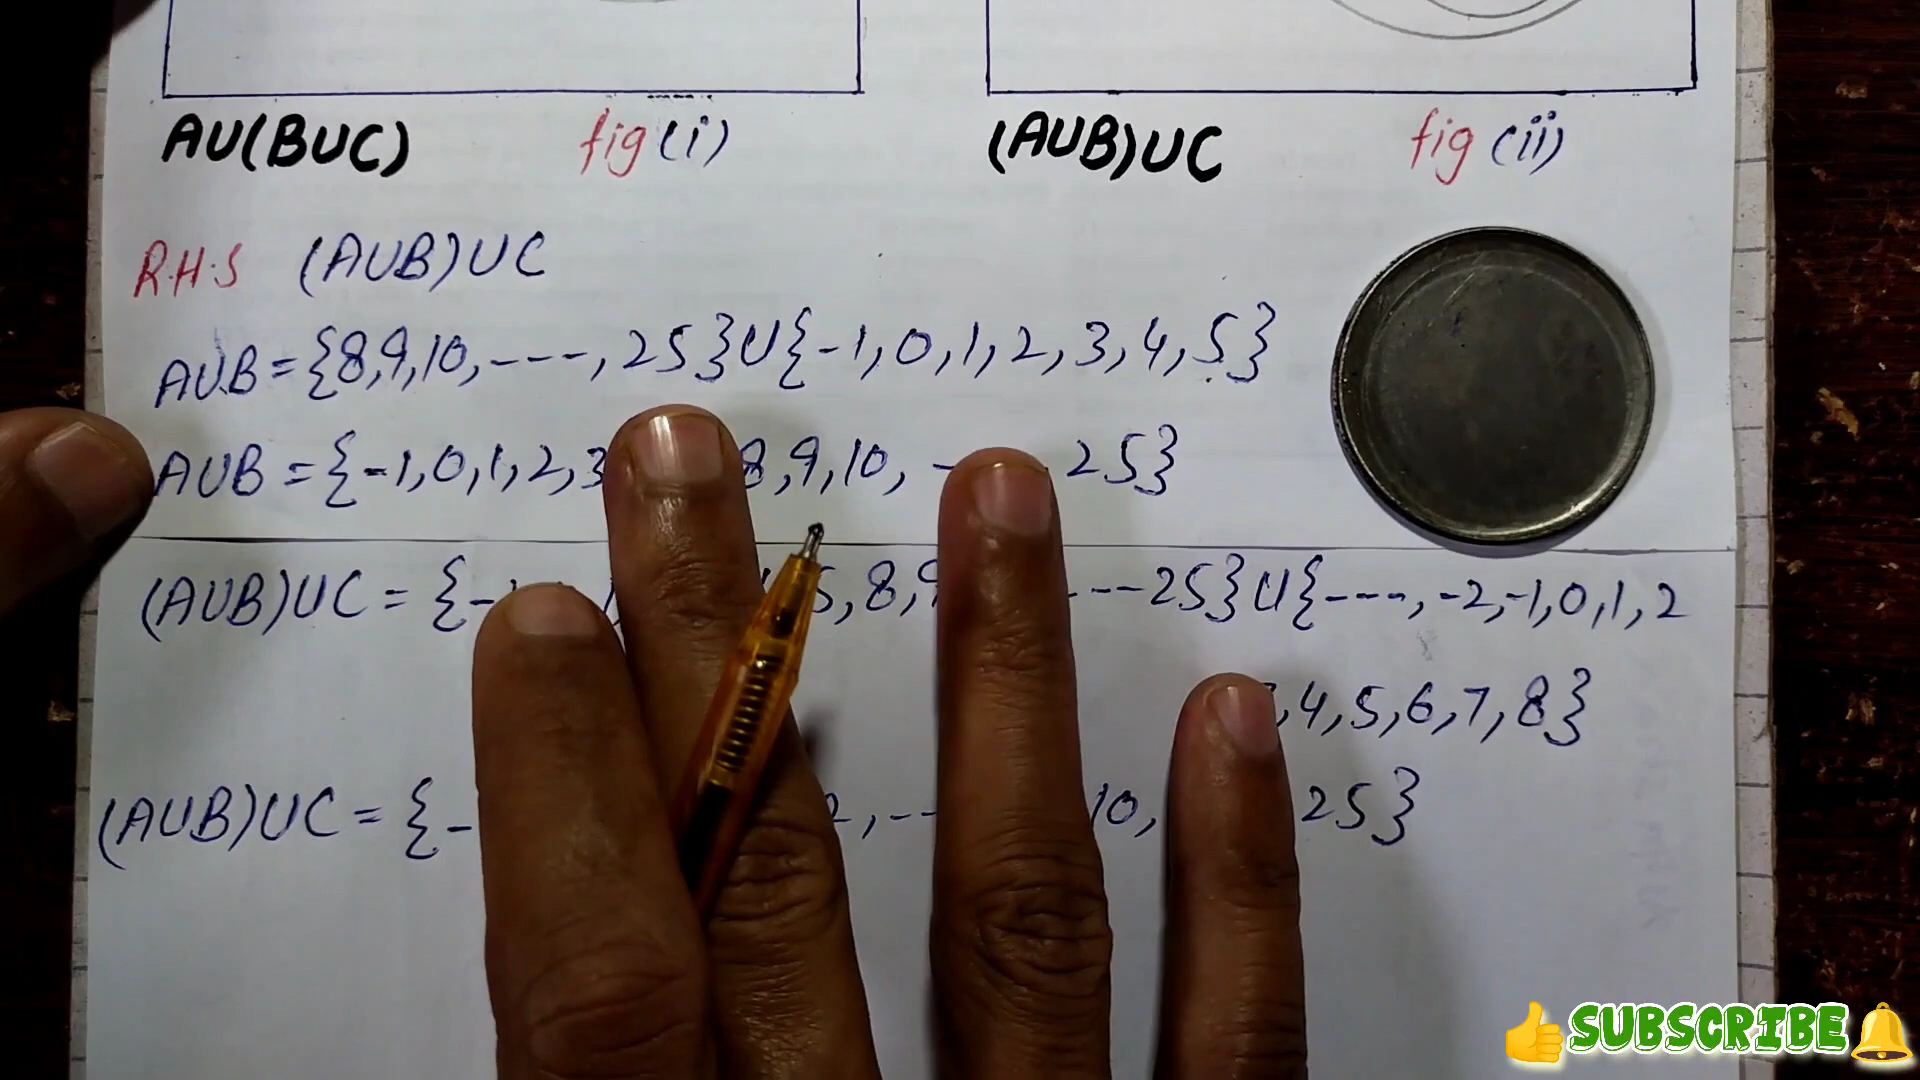 AU(BUC) fig (i) (AUB)UC fig (ii)
R.H.S (AUB)UC
AUB = {8,9,10, ---, 25}U{-1,0,1,2,3,4,5}
AUB = {-1,0,1,2,3 8,9,10, - 25}
(AUB)UC = {- 5,8,9 ---25}U{---,-2,-1,0,1,2
,4,5,6,7,8}
(AUB)UC = {- 2,-- 10, 25}
SUBSCRIBE